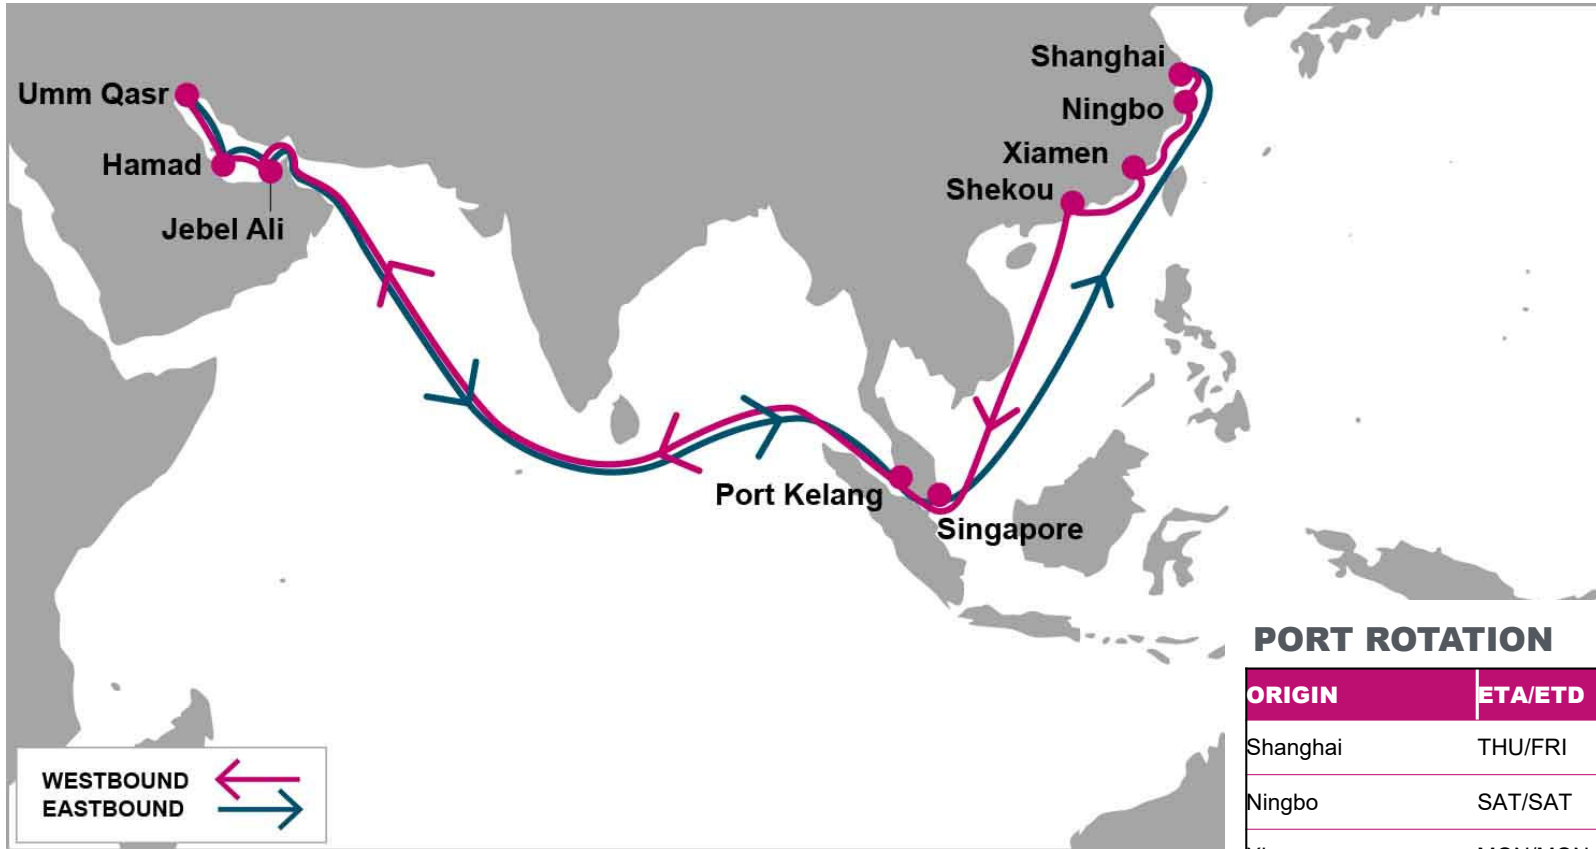 Shanghai
Umm Qasr
Ningbo
Xiamen
Hamad
Shekou
Jebel Ali
Port Kelang
Singapore
PORT ROTATION
ORIGIN ETA/ETD
Shanghai THU/FRI
Ningbo SAT/SAT
WESTBOUND
EASTBOUND